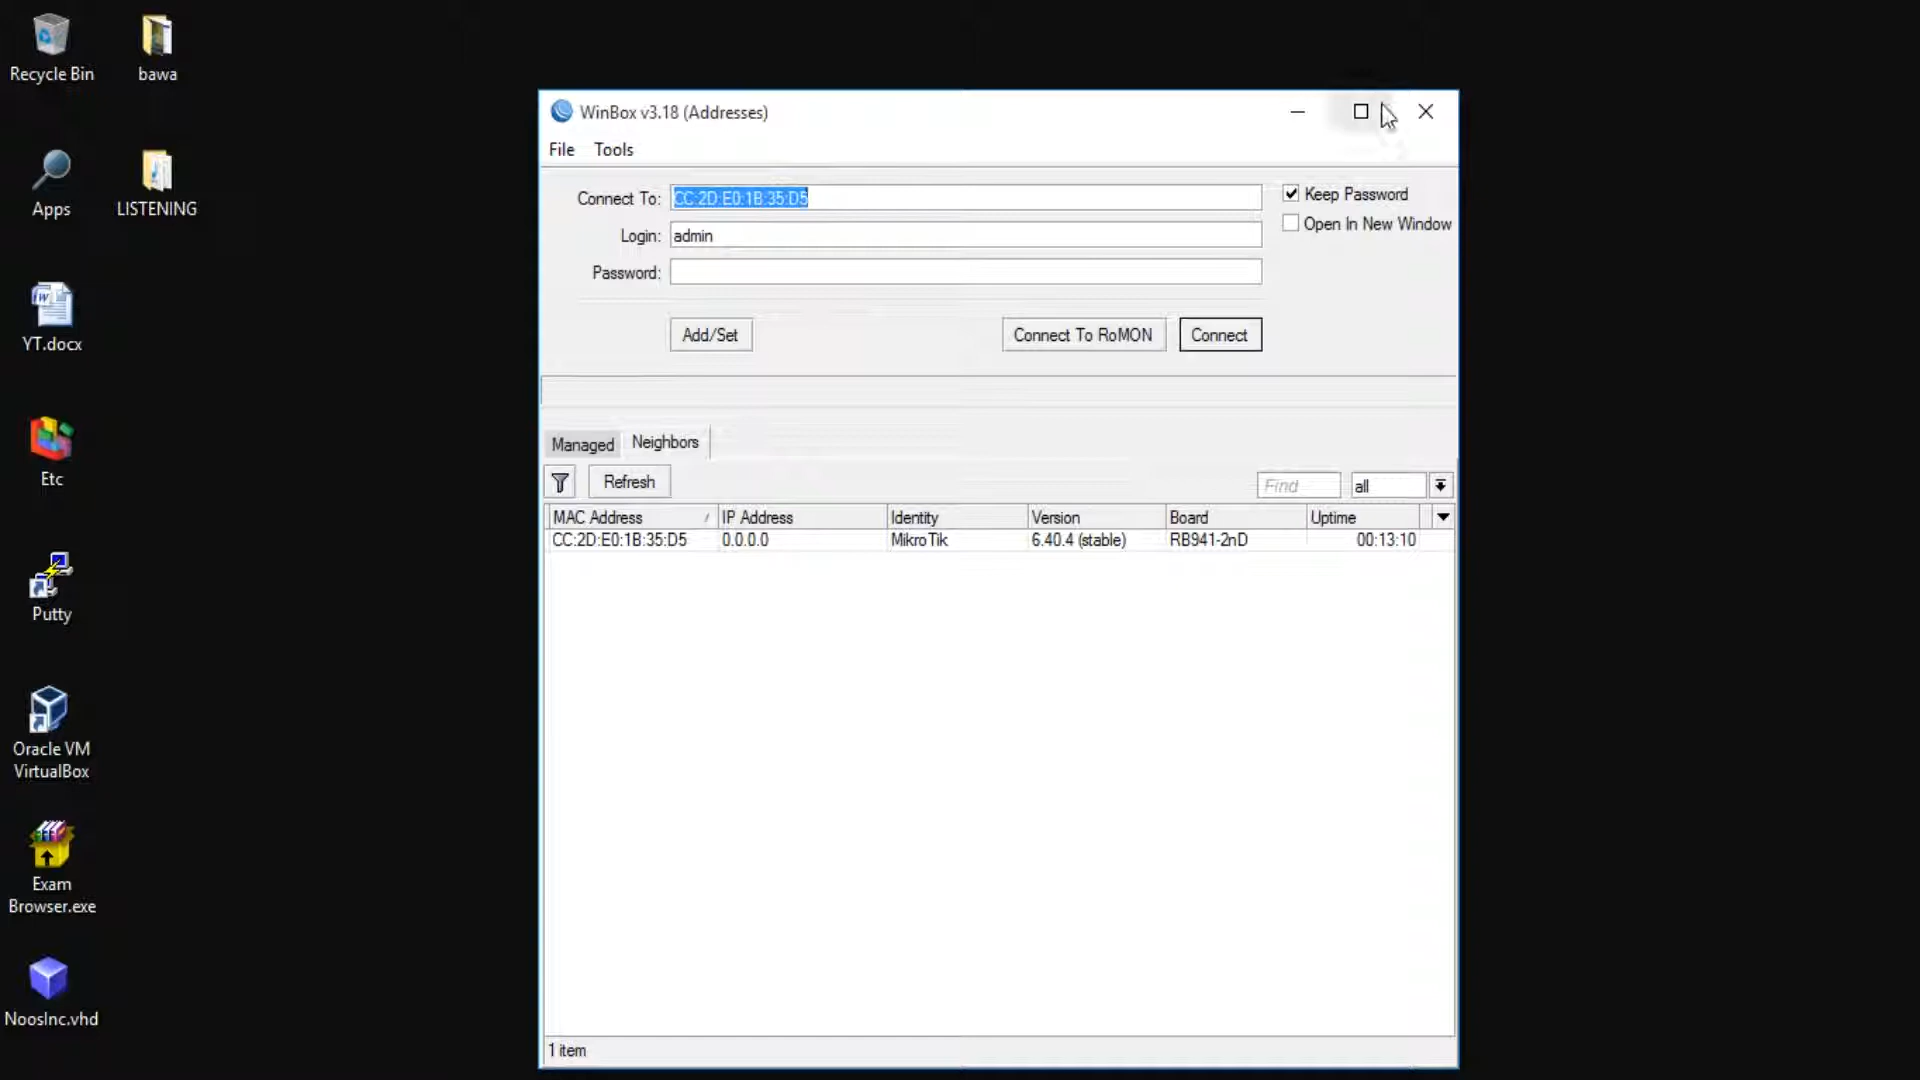 Recycle Bin
bawa
Apps
LISTENING
YT.docx
Etc
Putty
Oracle VM
VirtualBox
Exam
Browser.exe
NoosInc.vhd
WinBox v3.18 (Addresses)
File Tools
Connect To: CC:2D:E0:1B:35:D5
Keep Password
Open In New Window
Login: admin
Password:
Add/Set Connect To RoMON Connect
Managed Neighbors
Refresh Find all
MAC Address IP Address Identity Version Board Uptime
CC:2D:E0:1B:35:D5 0.0.0.0 MikroTik 6.40.4 (stable) RB941-2nD 00:13:10
1 item